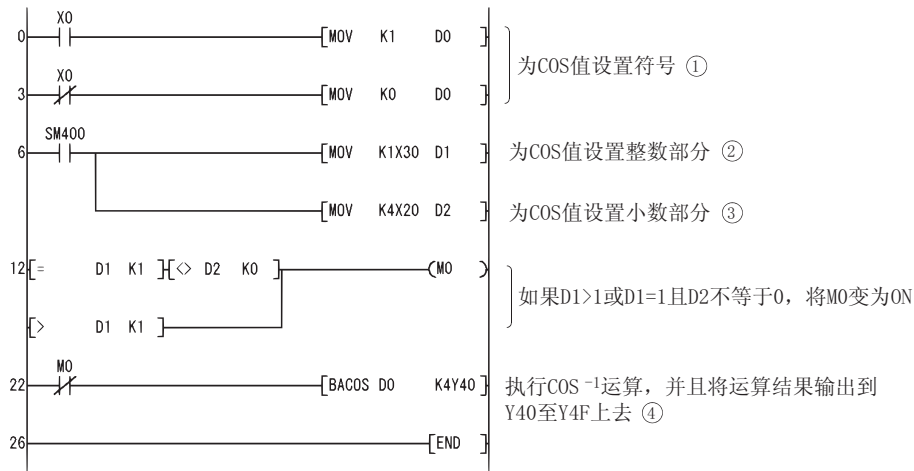 X0
0 MOV K1 D0
为COS值设置符号 ①
X0
3 MOV K0 D0
SM400
6 MOV K1X30 D1
为COS值设置整数部分 ②
MOV K4X20 D2
为COS值设置小数部分 ③
12 = D1 K1 <> D2 K0 M0
如果D1>1或D1=1且D2不等于0，将M0变为ON
> D1 K1
M0
22 BACOS D0 K4Y40
执行COS⁻¹运算，并且将运算结果输出到
Y40至Y4F上去 ④
26 END